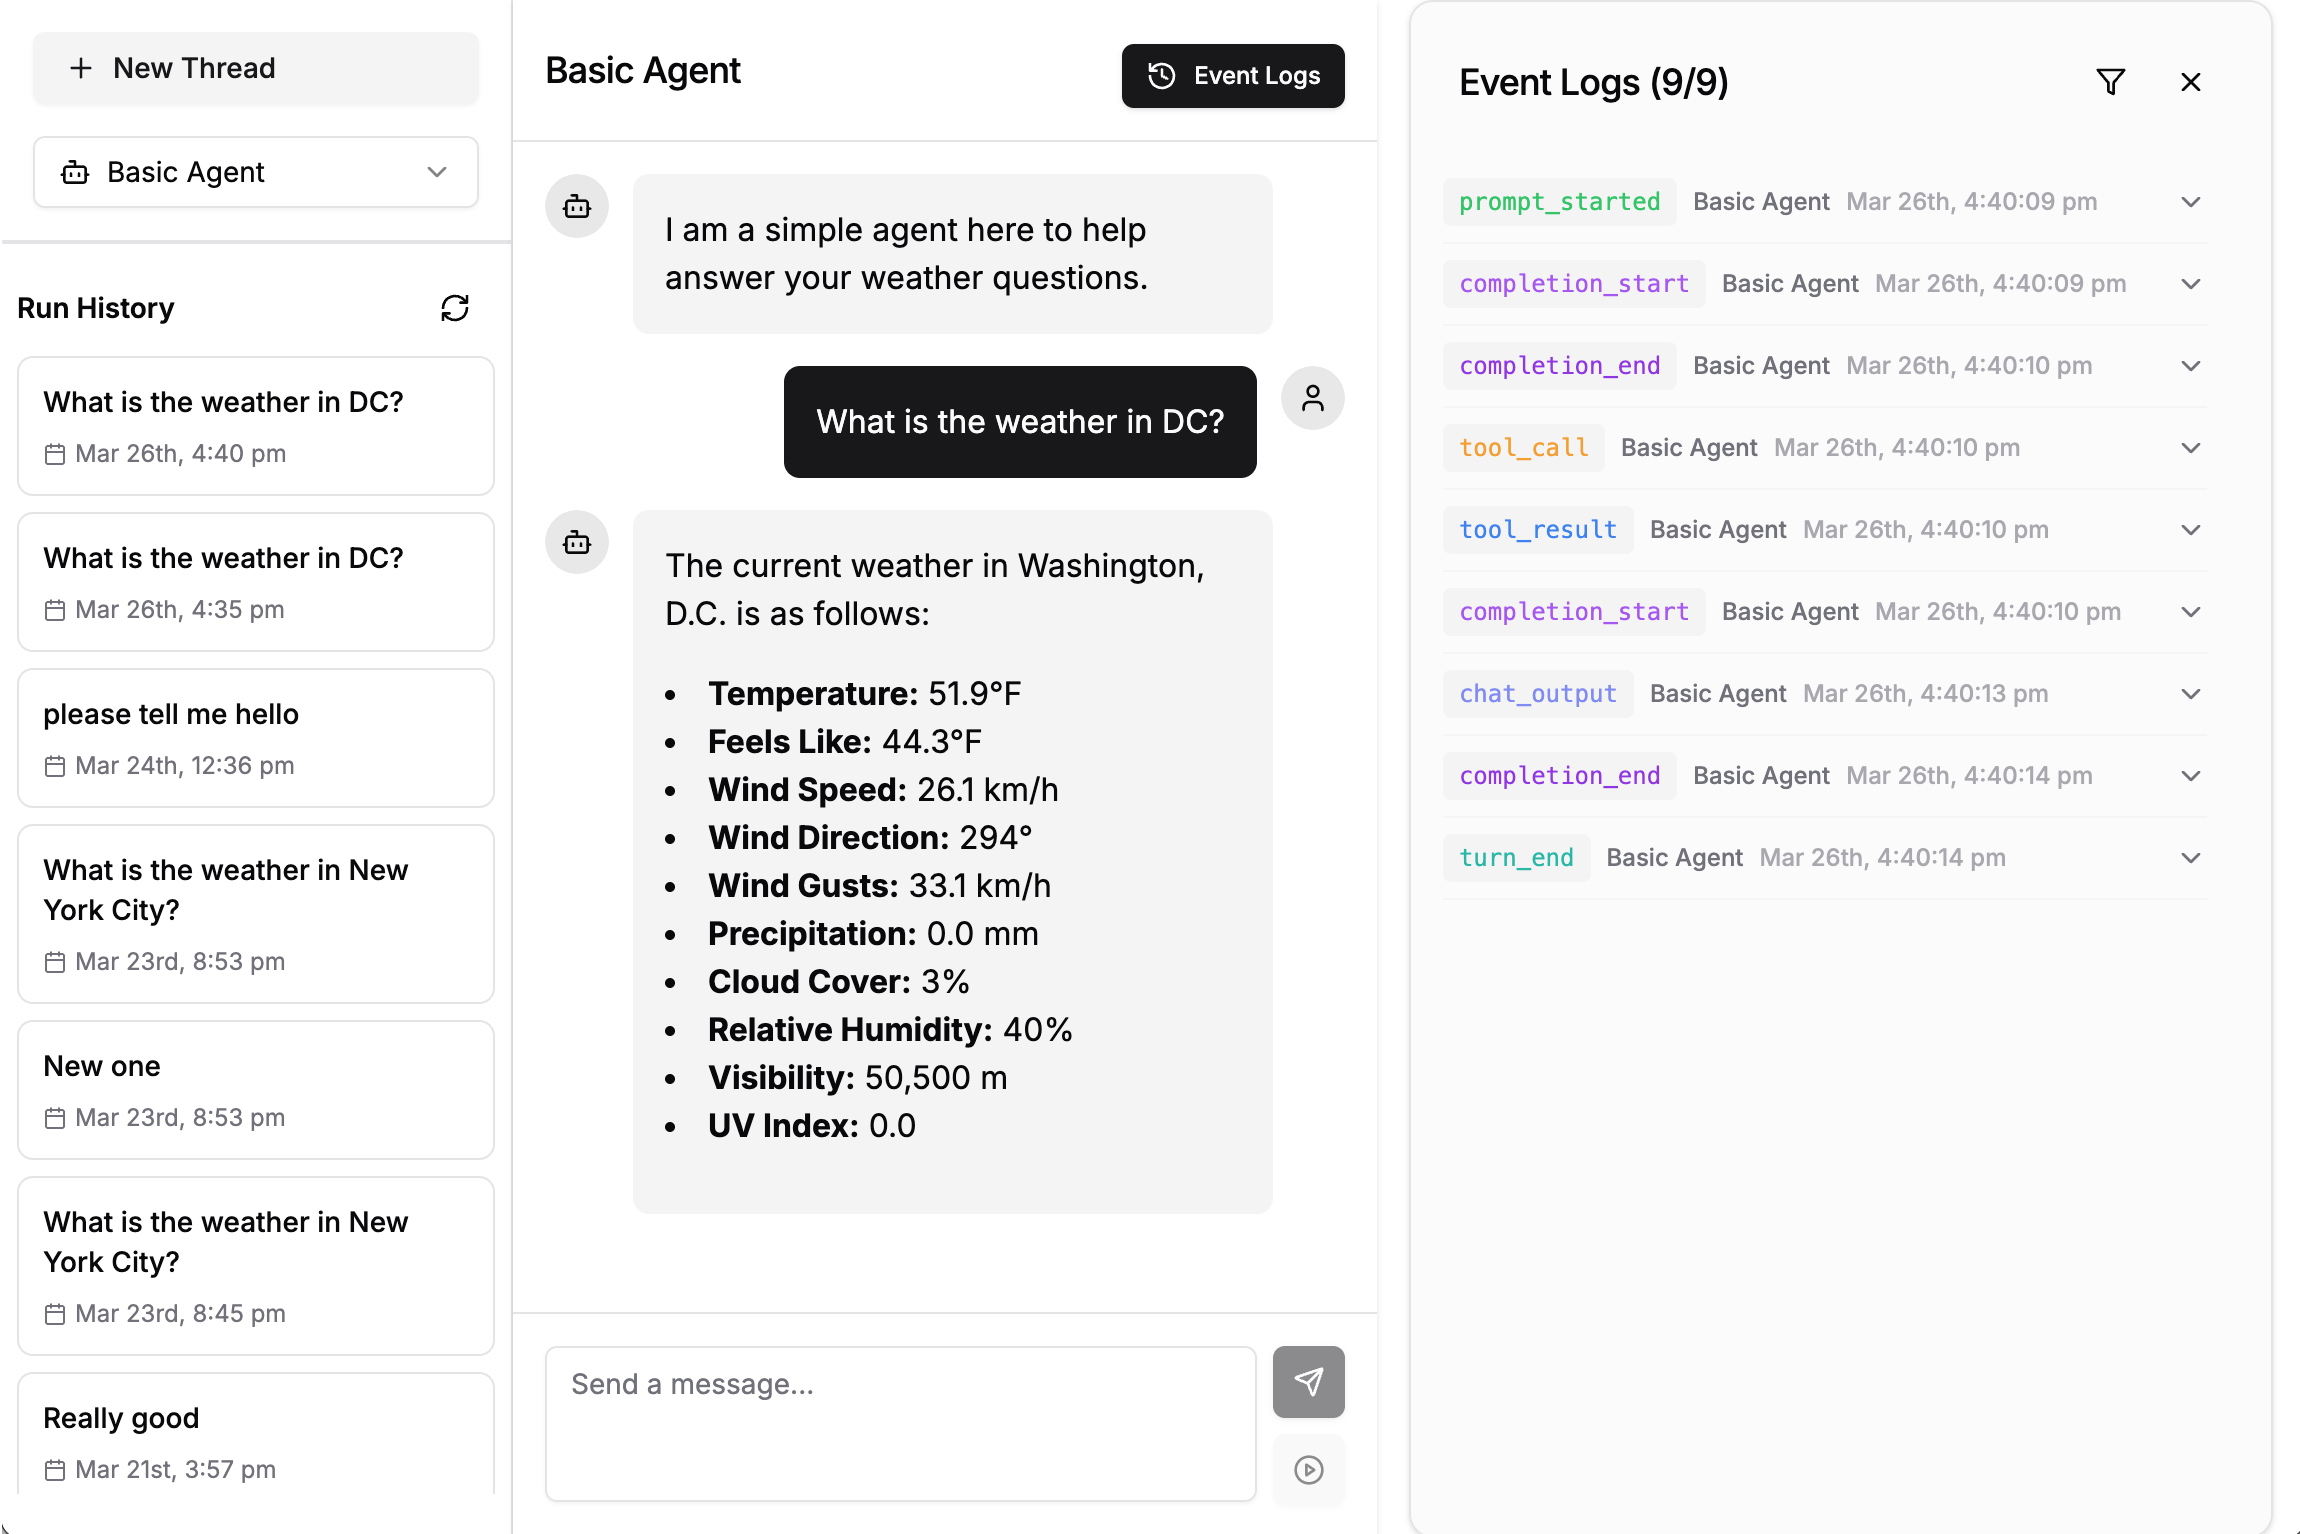 New Thread
Basic Agent
Run History
What is the weather in DC?
Mar 26th, 4:40 pm
What is the weather in DC?
Mar 26th, 4:35 pm
please tell me hello
Mar 24th, 12:36 pm
What is the weather in New
York City?
Mar 23rd, 8:53 pm
New one
Mar 23rd, 8:53 pm
What is the weather in New
York City?
Mar 23rd, 8:45 pm
Really good
Mar 21st, 3:57 pm
Basic Agent
Event Logs
I am a simple agent here to help
answer your weather questions.
What is the weather in DC?
The current weather in Washington,
D.C. is as follows:
• Temperature: 51.9°F
• Feels Like: 44.3°F
• Wind Speed: 26.1 km/h
• Wind Direction: 294°
• Wind Gusts: 33.1 km/h
• Precipitation: 0.0 mm
• Cloud Cover: 3%
• Relative Humidity: 40%
• Visibility: 50,500 m
• UV Index: 0.0
Send a message...
Event Logs (9/9)
prompt_started Basic Agent Mar 26th, 4:40:09 pm
completion_start Basic Agent Mar 26th, 4:40:09 pm
completion_end Basic Agent Mar 26th, 4:40:10 pm
tool_call Basic Agent Mar 26th, 4:40:10 pm
tool_result Basic Agent Mar 26th, 4:40:10 pm
completion_start Basic Agent Mar 26th, 4:40:10 pm
chat_output Basic Agent Mar 26th, 4:40:13 pm
completion_end Basic Agent Mar 26th, 4:40:14 pm
turn_end Basic Agent Mar 26th, 4:40:14 pm